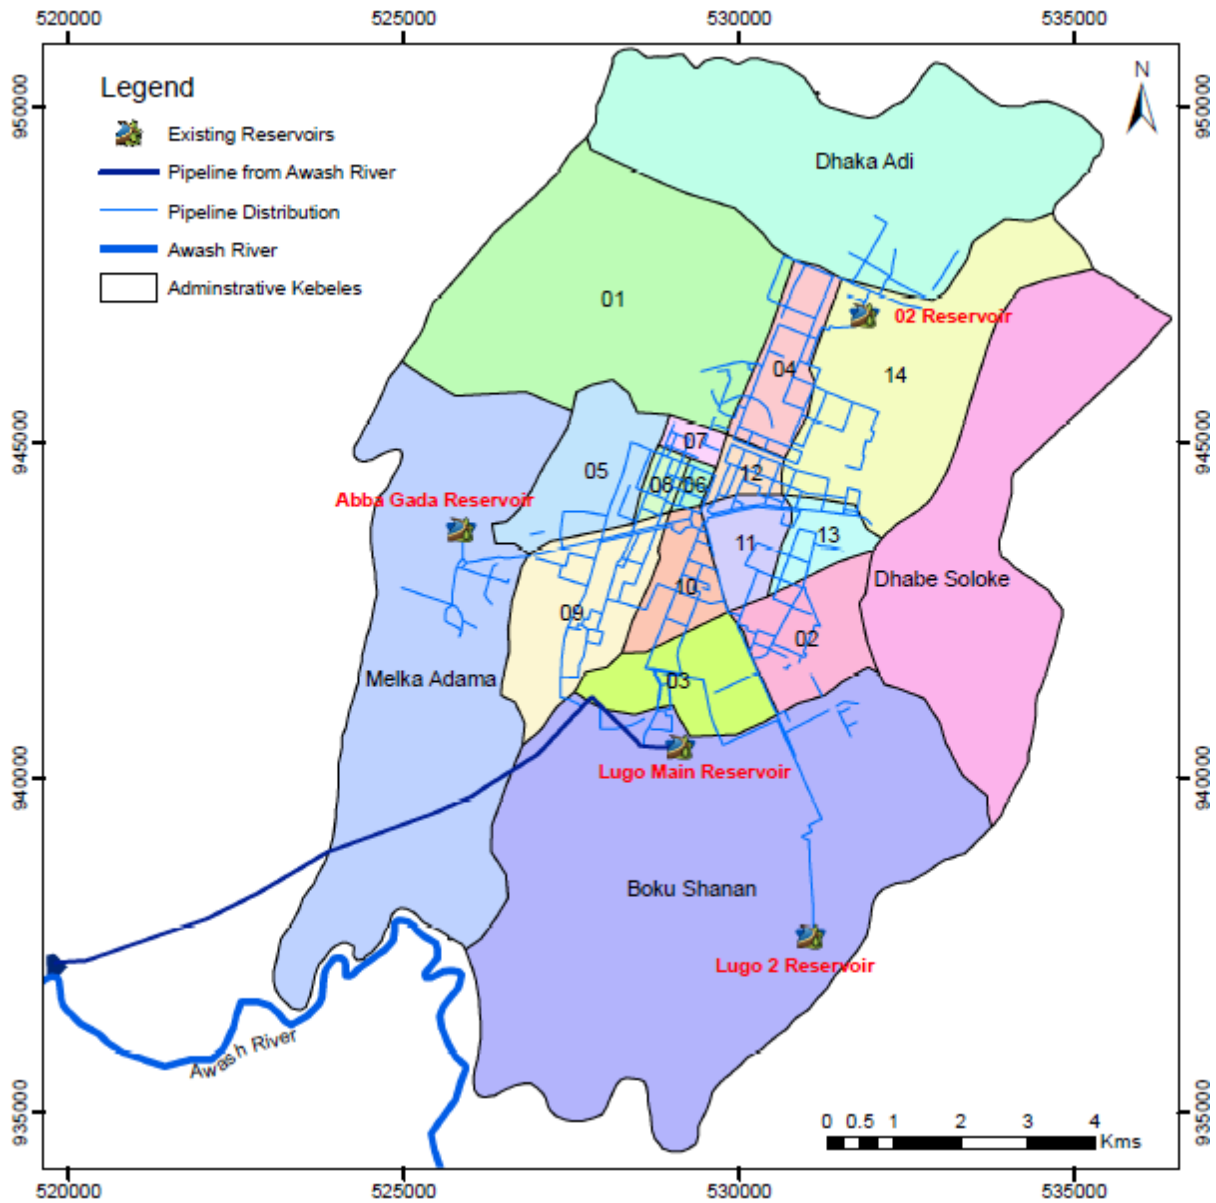 520000 525000 530000 535000
950000 950000
Legend
N
Existing Reservoirs
Pipeline from Awash River
Pipeline Distribution
Awash River
Adminstrative Kebeles
Dhaka Adi
01
02 Reservoir
04
14
945000 945000
07
05
08 06
12
Abba Gada Reservoir
13
11
Dhabe Soloke
10
09
02
Melka Adama
03
Lugo Main Reservoir
940000 940000
Boku Shanan
Lugo 2 Reservoir
Awash River
935000 935000
0 0.5 1 2 3 4
Kms
520000 525000 530000 535000